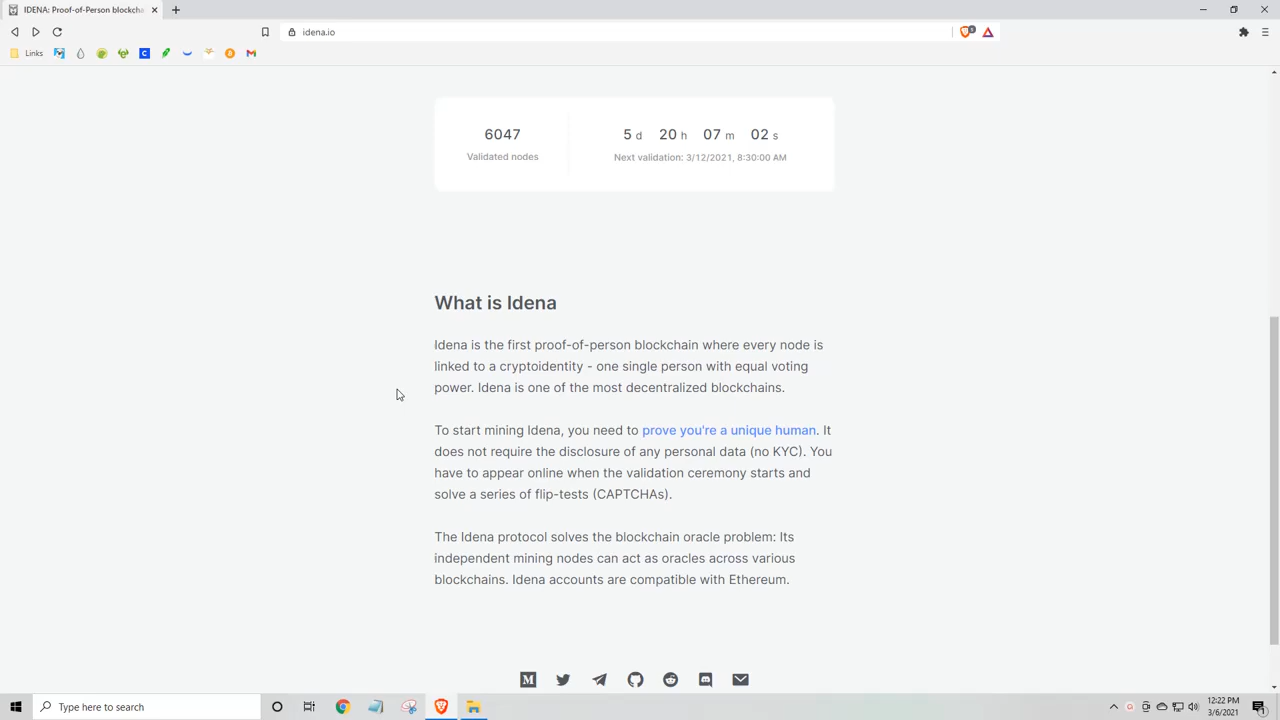 IDENA: Proof-of-Person blockcha
idena.io
Links
6047
Validated nodes
5 d 20 h 07 m 02 s
Next validation: 3/12/2021, 8:30:00 AM
What is Idena
Idena is the first proof-of-person blockchain where every node is
linked to a cryptoidentity - one single person with equal voting
power. Idena is one of the most decentralized blockchains.
To start mining Idena, you need to prove you're a unique human. It
does not require the disclosure of any personal data (no KYC). You
have to appear online when the validation ceremony starts and
solve a series of flip-tests (CAPTCHAs).
The Idena protocol solves the blockchain oracle problem: Its
independent mining nodes can act as oracles across various
blockchains. Idena accounts are compatible with Ethereum.
Type here to search
12:22 PM
3/6/2021